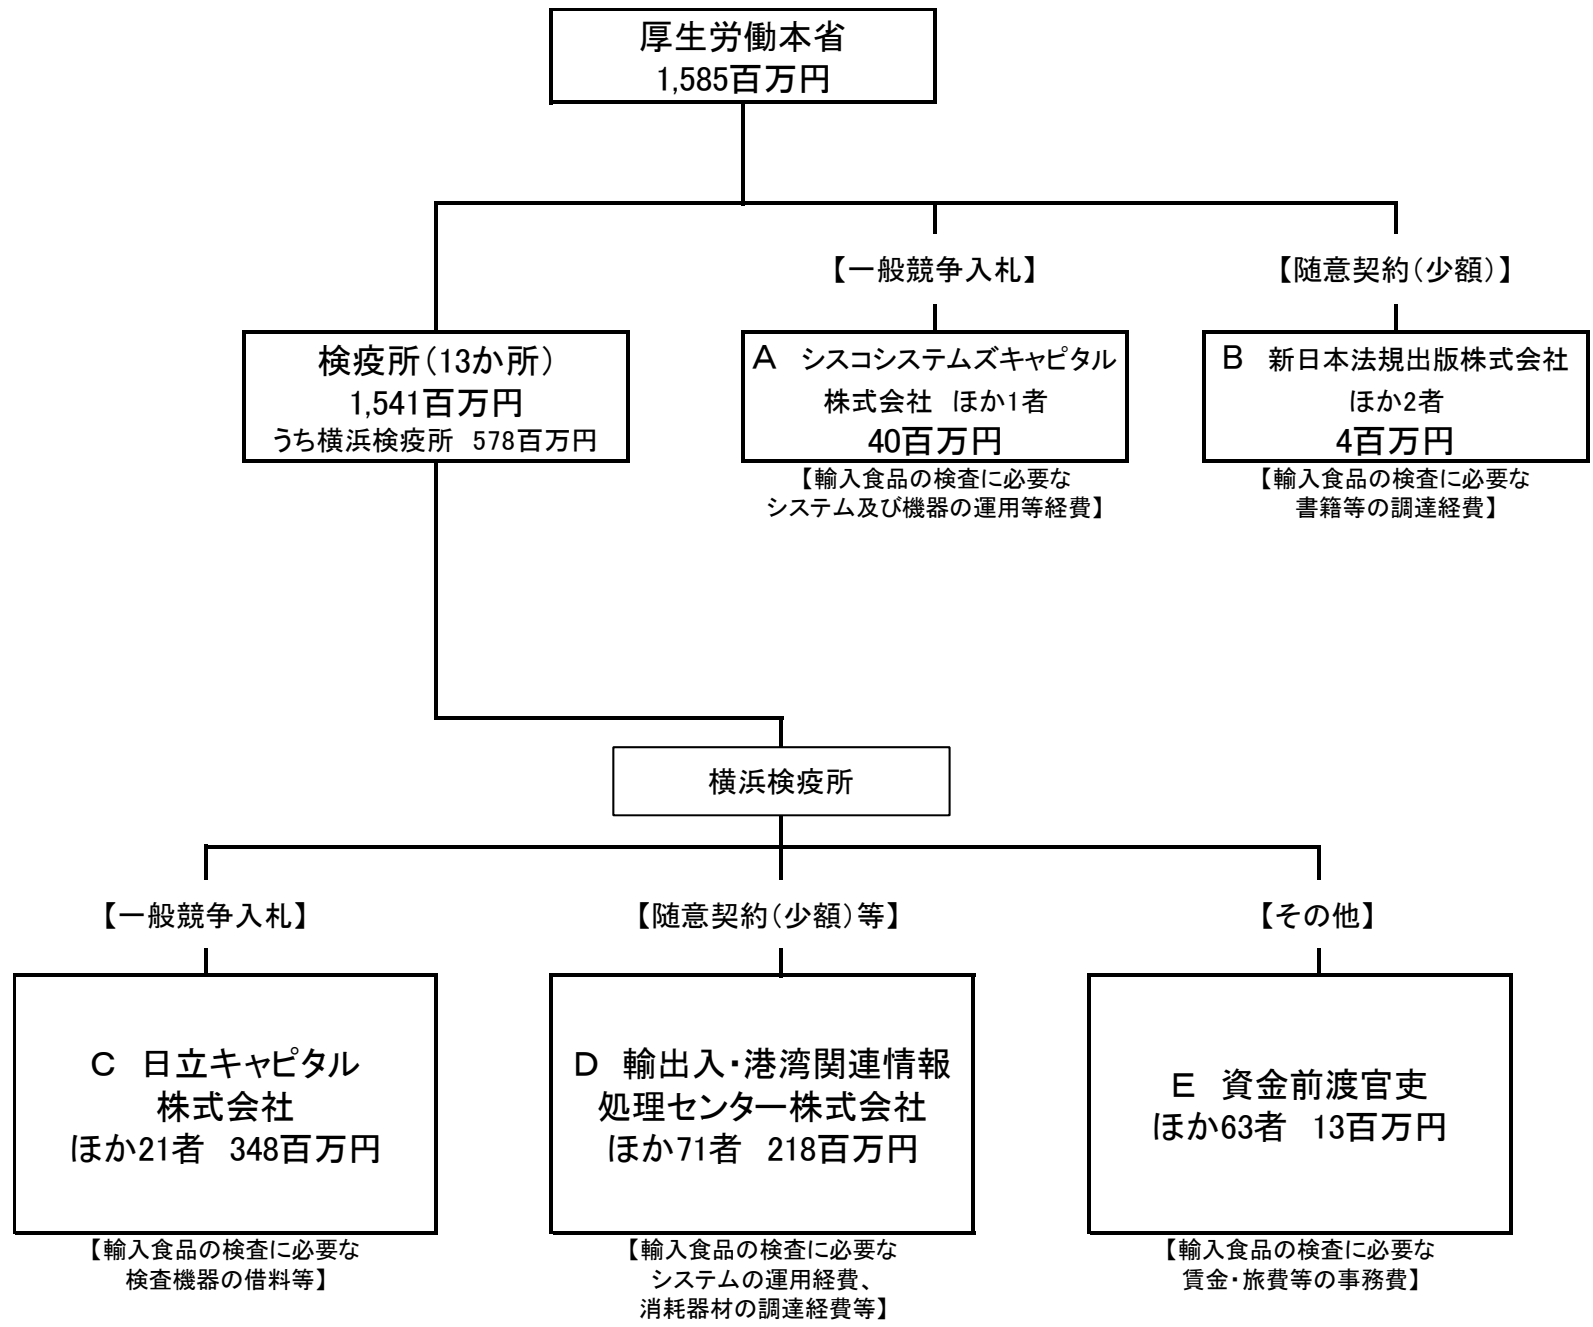 厚生労働本省
1,585百万円
【一般競争入札】
【随意契約(少額)】
検疫所(13か所)
1,541百万円
うち横浜検疫所 578百万円
A シスコシステムズキャピタル
株式会社 ほか1者
40百万円
【輸入食品の検査に必要な
システム及び機器の運用等経費】
B 新日本法規出版株式会社
ほか2者
4百万円
【輸入食品の検査に必要な
書籍等の調達経費】
横浜検疫所
【一般競争入札】
【随意契約(少額)等】
【その他】
C 日立キャピタル
株式会社
ほか21者 348百万円
【輸入食品の検査に必要な
検査機器の借料等】
D 輸出入・港湾関連情報
処理センター株式会社
ほか71者 218百万円
【輸入食品の検査に必要な
システムの運用経費、
消耗器材の調達経費等】
E 資金前渡官吏
ほか63者 13百万円
【輸入食品の検査に必要な
賃金・旅費等の事務費】